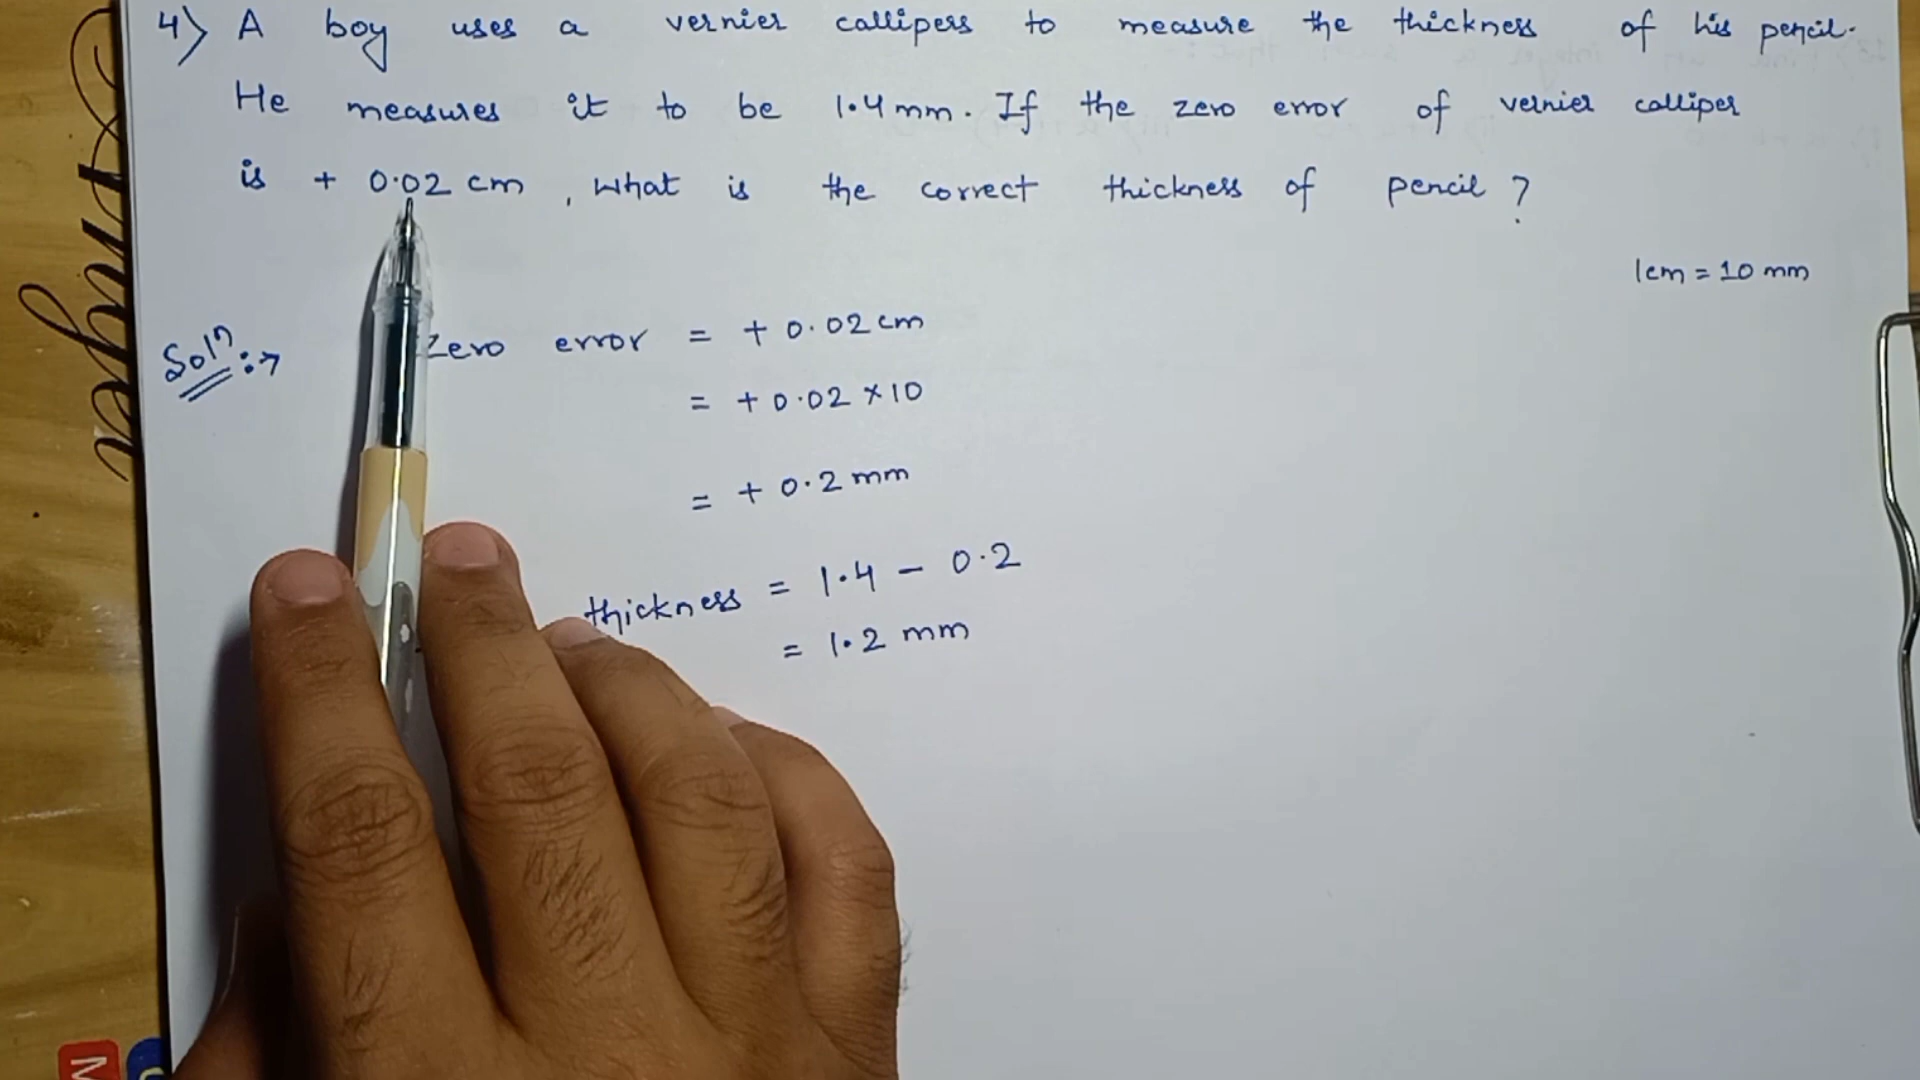 4) A boy uses a vernier callipers to measure the thickness of his pencil.
He measures it to be 1.4 mm. If the zero error of vernier calliper
is + 0.02 cm, what is the correct thickness of pencil?
1cm = 10 mm
Soln :→ Zero error = + 0.02 cm
= + 0.02 × 10
= + 0.2 mm
thickness = 1.4 - 0.2
= 1.2 mm